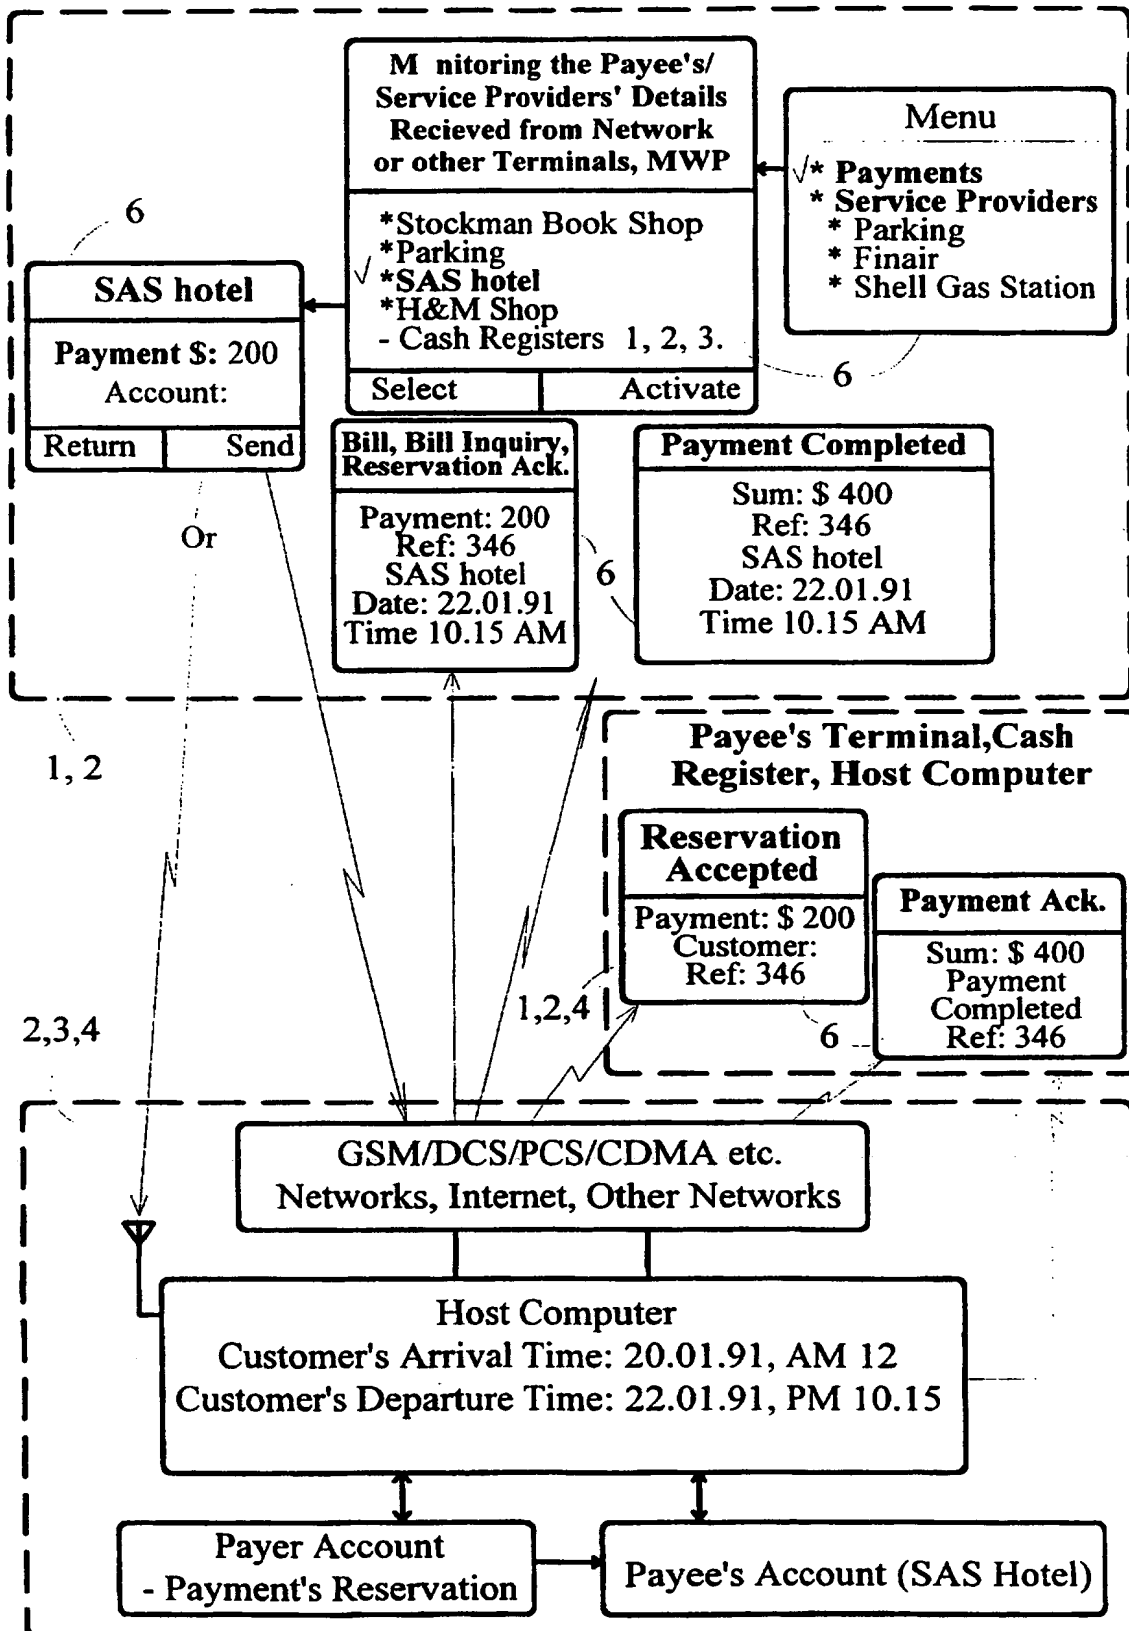 M nitoring the Payee's/
Service Providers' Details
Recieved from Network
or other Terminals, MWP
*Stockman Book Shop
*Parking
√ *SAS hotel
*H&M Shop
- Cash Registers 1, 2, 3.
Select Activate
Menu
√* Payments
* Service Providers
* Parking
* Finair
* Shell Gas Station
6
6
SAS hotel
Payment $: 200
Account:
Return Send
Or
Bill, Bill Inquiry,
Reservation Ack.
Payment: 200
Ref: 346
SAS hotel
Date: 22.01.91
Time 10.15 AM
6
Payment Completed
Sum: $ 400
Ref: 346
SAS hotel
Date: 22.01.91
Time 10.15 AM
1, 2
Payee's Terminal,Cash
Register, Host Computer
Reservation
Accepted
Payment: $ 200
Customer:
Ref: 346
Payment Ack.
Sum: $ 400
Payment
Completed
Ref: 346
1,2,4
6
2,3,4
GSM/DCS/PCS/CDMA etc.
Networks, Internet, Other Networks
Host Computer
Customer's Arrival Time: 20.01.91, AM 12
Customer's Departure Time: 22.01.91, PM 10.15
Payer Account
- Payment's Reservation
Payee's Account (SAS Hotel)